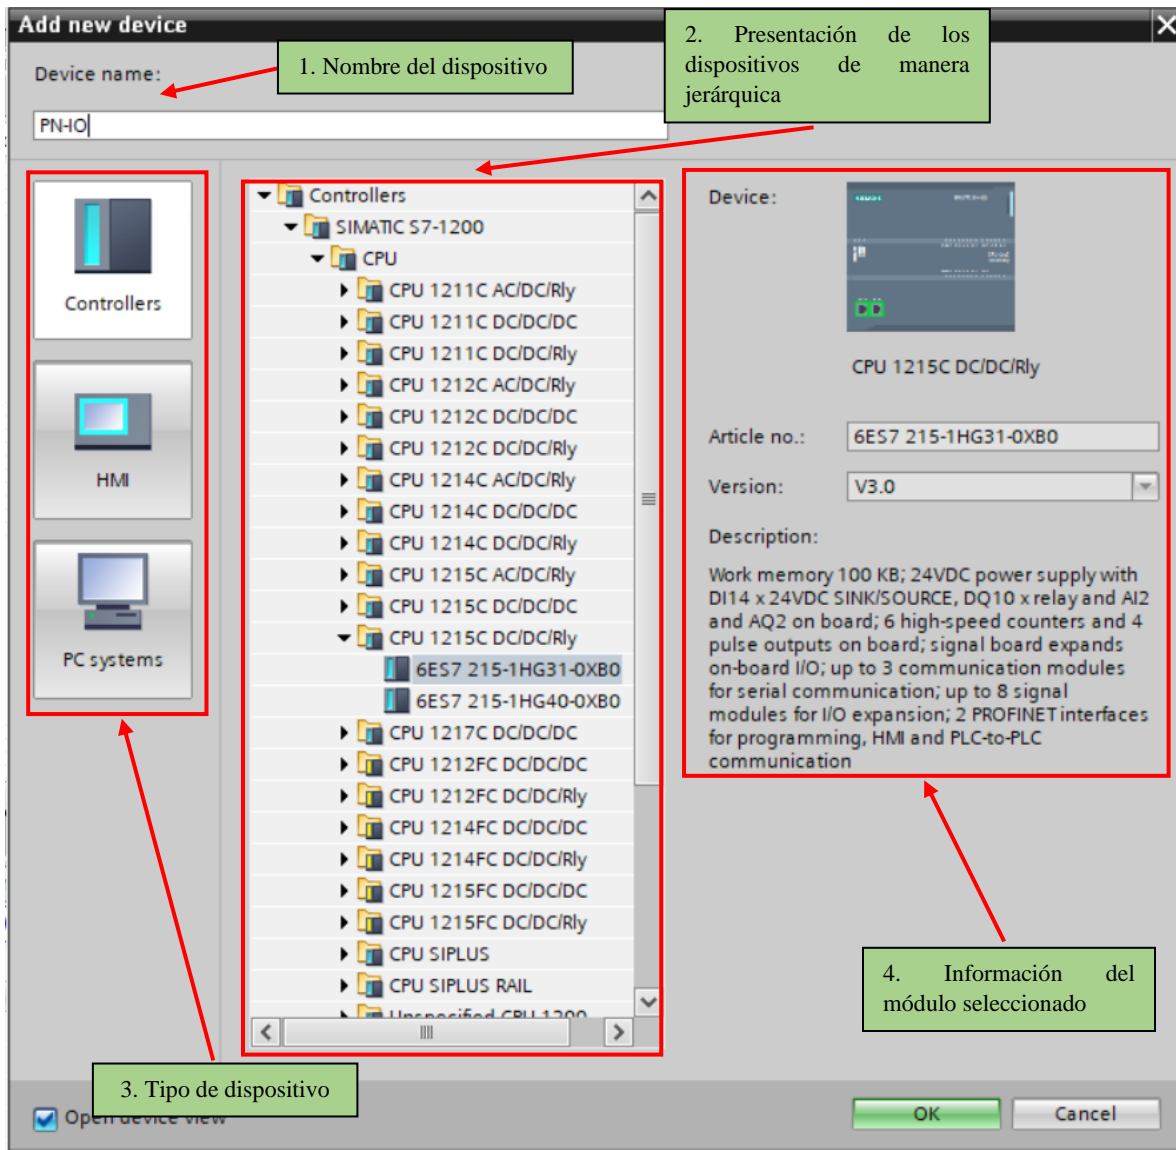 Add new device
Device name:
1. Nombre del dispositivo
2. Presentación de los
dispositivos de manera
jerárquica
PN-IO
Controllers
HMI
PC systems
Controllers
SIMATIC S7-1200
CPU
CPU 1211C AC/DC/Rly
CPU 1211C DC/DC/DC
CPU 1211C DC/DC/Rly
CPU 1212C AC/DC/Rly
CPU 1212C DC/DC/DC
CPU 1212C DC/DC/Rly
CPU 1214C AC/DC/Rly
CPU 1214C DC/DC/DC
CPU 1214C DC/DC/Rly
CPU 1215C AC/DC/Rly
CPU 1215C DC/DC/DC
CPU 1215C DC/DC/Rly
6ES7 215-1HG31-0XB0
6ES7 215-1HG40-0XB0
CPU 1217C DC/DC/DC
CPU 1212FC DC/DC/DC
CPU 1212FC DC/DC/Rly
CPU 1214FC DC/DC/DC
CPU 1214FC DC/DC/Rly
CPU 1215FC DC/DC/DC
CPU 1215FC DC/DC/Rly
CPU SIPLUS
CPU SIPLUS RAIL
Unspecified CPU 1200
Device:
CPU 1215C DC/DC/Rly
Article no.: 6ES7 215-1HG31-0XB0
Version: V3.0
Description:
Work memory 100 KB; 24VDC power supply with
DI14 x 24VDC SINK/SOURCE, DQ10 x relay and AI2
and AQ2 on board; 6 high-speed counters and 4
pulse outputs on board; signal board expands
on-board I/O; up to 3 communication modules
for serial communication; up to 8 signal
modules for I/O expansion; 2 PROFINET interfaces
for programming, HMI and PLC-to-PLC
communication
4. Información del
módulo seleccionado
3. Tipo de dispositivo
Open device view
OK
Cancel